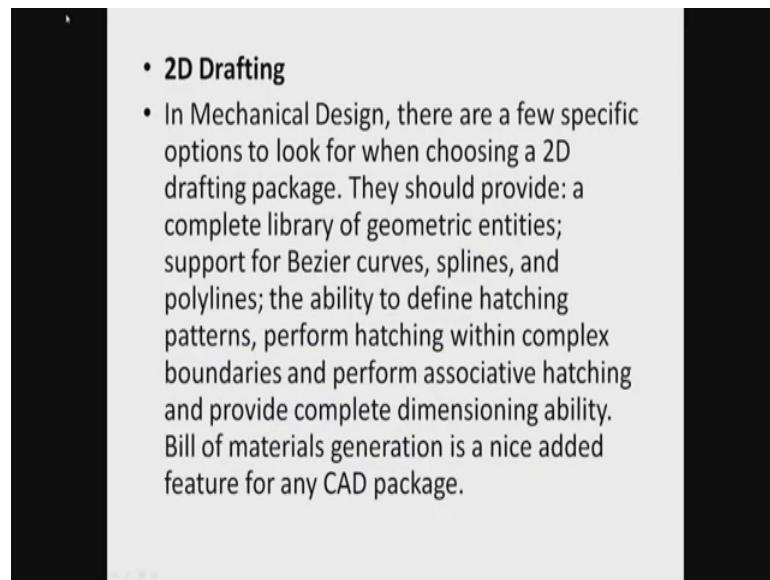 • 2D Drafting
• In Mechanical Design, there are a few specific
options to look for when choosing a 2D
drafting package. They should provide: a
complete library of geometric entities;
support for Bezier curves, splines, and
polylines; the ability to define hatching
patterns, perform hatching within complex
boundaries and perform associative hatching
and provide complete dimensioning ability.
Bill of materials generation is a nice added
feature for any CAD package.